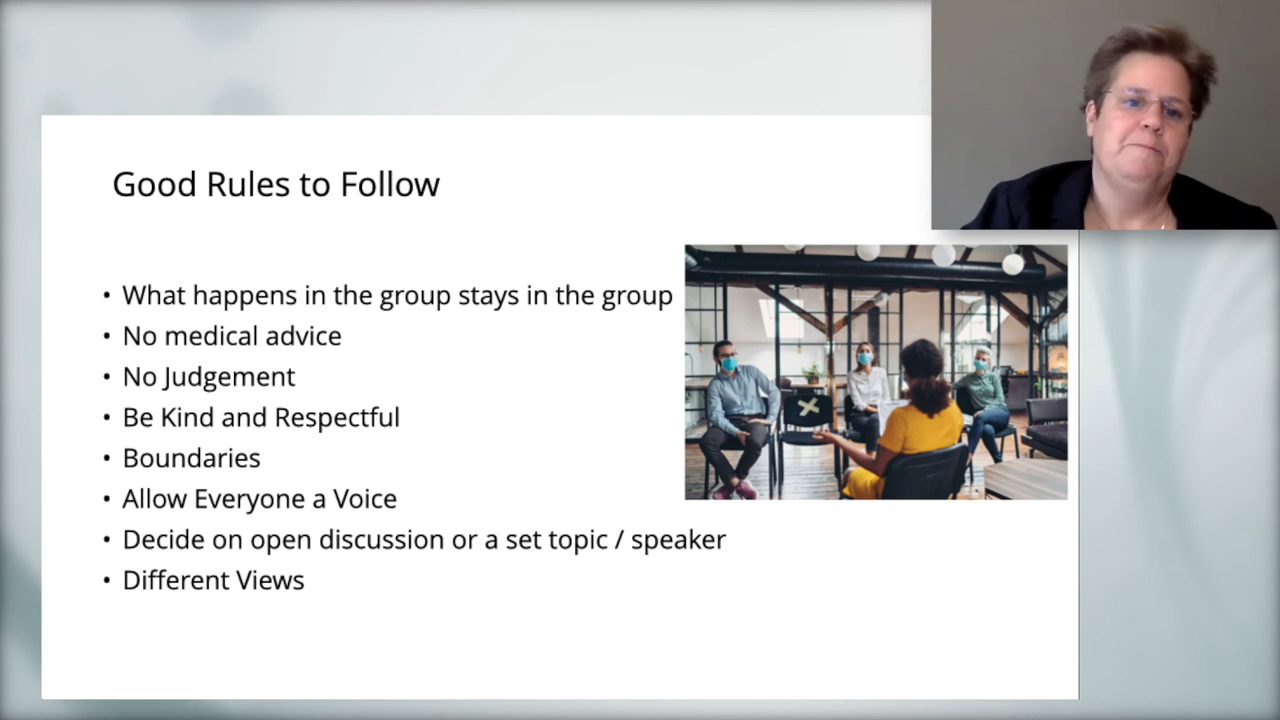 Good Rules to Follow
• What happens in the group stays in the group
• No medical advice
• No Judgement
• Be Kind and Respectful
• Boundaries
• Allow Everyone a Voice
• Decide on open discussion or a set topic / speaker
• Different Views